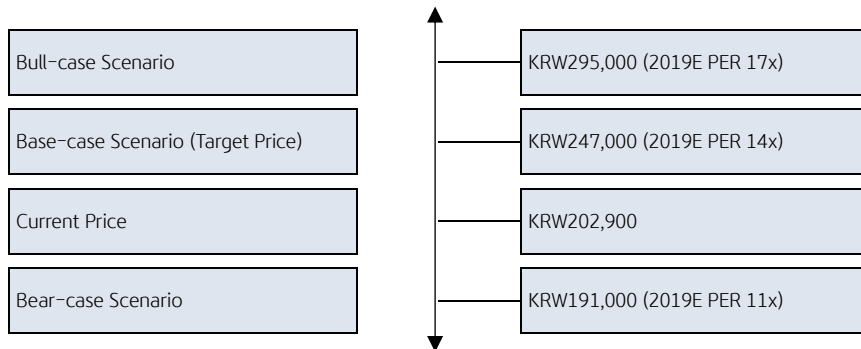 Bull-case Scenario
KRW295,000 (2019E PER 17x)
Base-case Scenario (Target Price)
KRW247,000 (2019E PER 14x)
Current Price
KRW202,900
Bear-case Scenario
KRW191,000 (2019E PER 11x)